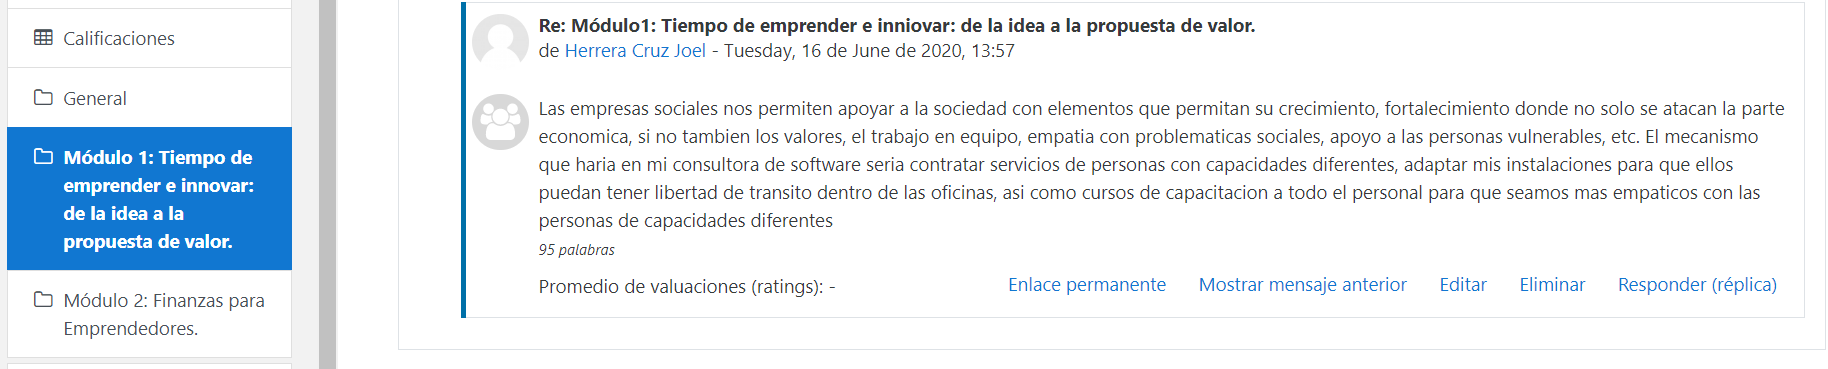 Calificaciones
General
Módulo 1: Tiempo de
emprender e innovar:
de la idea a la
propuesta de valor.
Módulo 2: Finanzas para
Emprendedores.
Re: Módulo1: Tiempo de emprender e inniovar: de la idea a la propuesta de valor.
de Herrera Cruz Joel - Tuesday, 16 de June de 2020, 13:57
Las empresas sociales nos permiten apoyar a la sociedad con elementos que permitan su crecimiento, fortalecimiento donde no solo se atacan la parte
economica, si no tambien los valores, el trabajo en equipo, empatia con problematicas sociales, apoyo a las personas vulnerables, etc. El mecanismo
que haria en mi consultora de software seria contratar servicios de personas con capacidades diferentes, adaptar mis instalaciones para que ellos
puedan tener libertad de transito dentro de las oficinas, asi como cursos de capacitacion a todo el personal para que seamos mas empaticos con las
personas de capacidades diferentes
95 palabras
Promedio de valuaciones (ratings): -
Enlace permanente Mostrar mensaje anterior Editar Eliminar Responder (réplica)